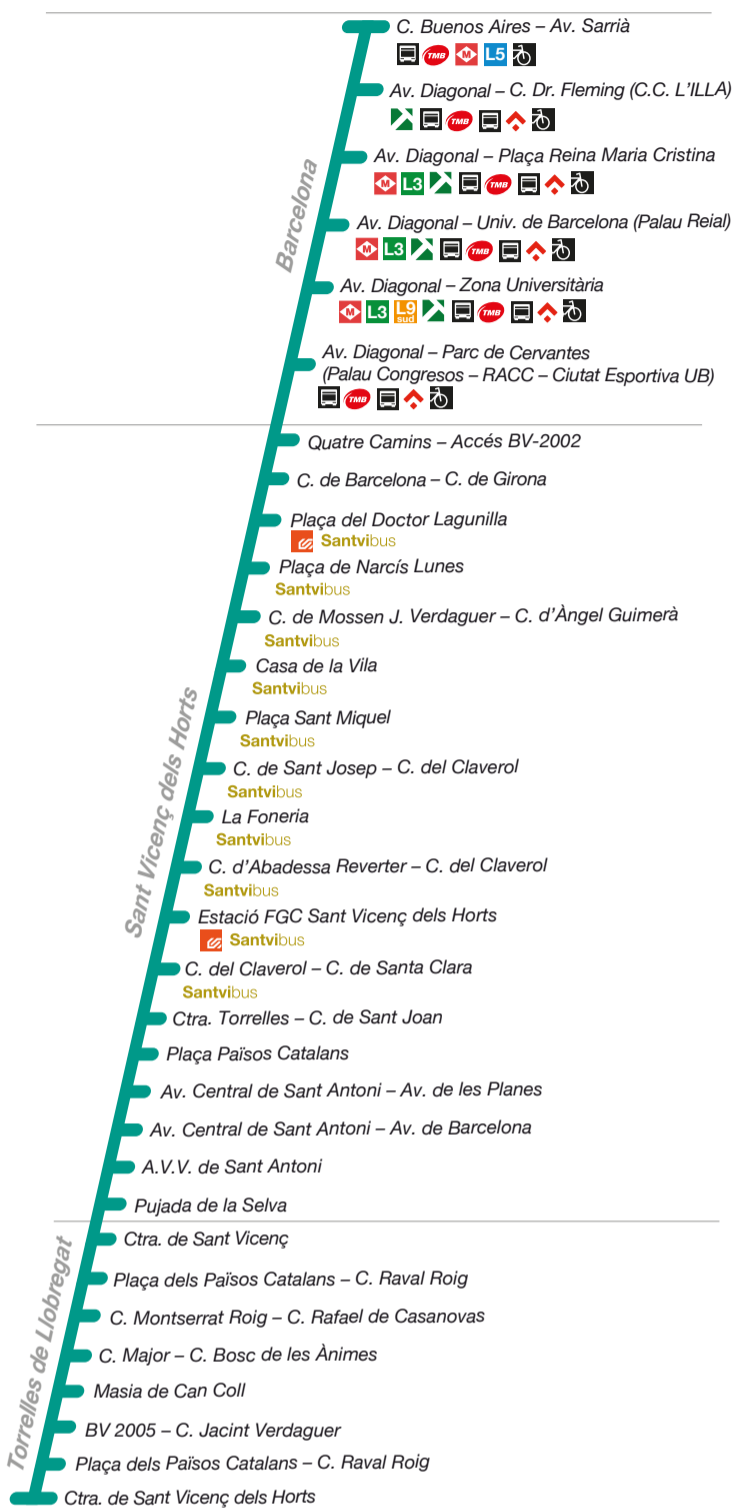 C. Buenos Aires – Av. Sarrià
TMB M L5
Av. Diagonal – C. Dr. Fleming (C.C. L'ILLA)
TMB
Av. Diagonal – Plaça Reina Maria Cristina
M L3 TMB
Av. Diagonal – Univ. de Barcelona (Palau Reial)
M L3 TMB
Av. Diagonal – Zona Universitària
M L3 L9 sud TMB
Av. Diagonal – Parc de Cervantes
(Palau Congresos – RACC – Ciutat Esportiva UB)
TMB
Barcelona
Quatre Camins – Accés BV-2002
C. de Barcelona – C. de Girona
Plaça del Doctor Lagunilla
Santvibus
Plaça de Narcís Lunes
Santvibus
C. de Mossen J. Verdaguer – C. d'Àngel Guimerà
Santvibus
Casa de la Vila
Santvibus
Plaça Sant Miquel
Santvibus
C. de Sant Josep – C. del Claverol
Santvibus
La Foneria
Santvibus
C. d'Abadessa Reverter – C. del Claverol
Santvibus
Estació FGC Sant Vicenç dels Horts
Santvibus
C. del Claverol – C. de Santa Clara
Santvibus
Ctra. Torrelles – C. de Sant Joan
Plaça Països Catalans
Av. Central de Sant Antoni – Av. de les Planes
Av. Central de Sant Antoni – Av. de Barcelona
A.V.V. de Sant Antoni
Pujada de la Selva
Sant Vicenç dels Horts
Ctra. de Sant Vicenç
Plaça dels Països Catalans – C. Raval Roig
C. Montserrat Roig – C. Rafael de Casanovas
C. Major – C. Bosc de les Ànimes
Masia de Can Coll
BV 2005 – C. Jacint Verdaguer
Plaça dels Països Catalans – C. Raval Roig
Ctra. de Sant Vicenç dels Horts
Torrelles de Llobregat